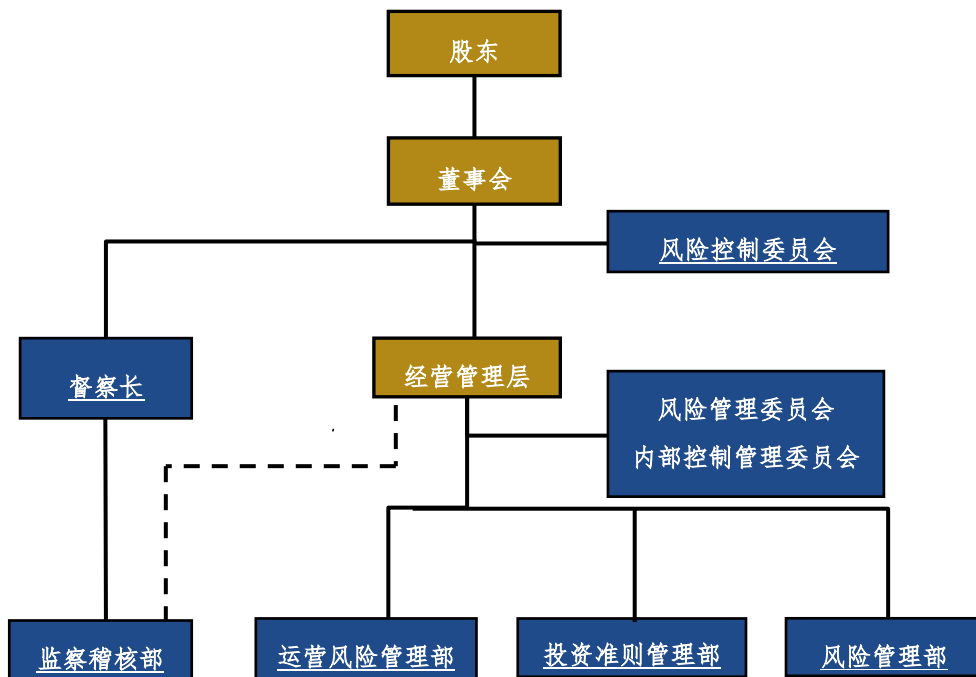 股东
董事会
风险控制委员会
督察长
经营管理层
风险管理委员会
内部控制管理委员会
监察稽核部
运营风险管理部
投资准则管理部
风险管理部